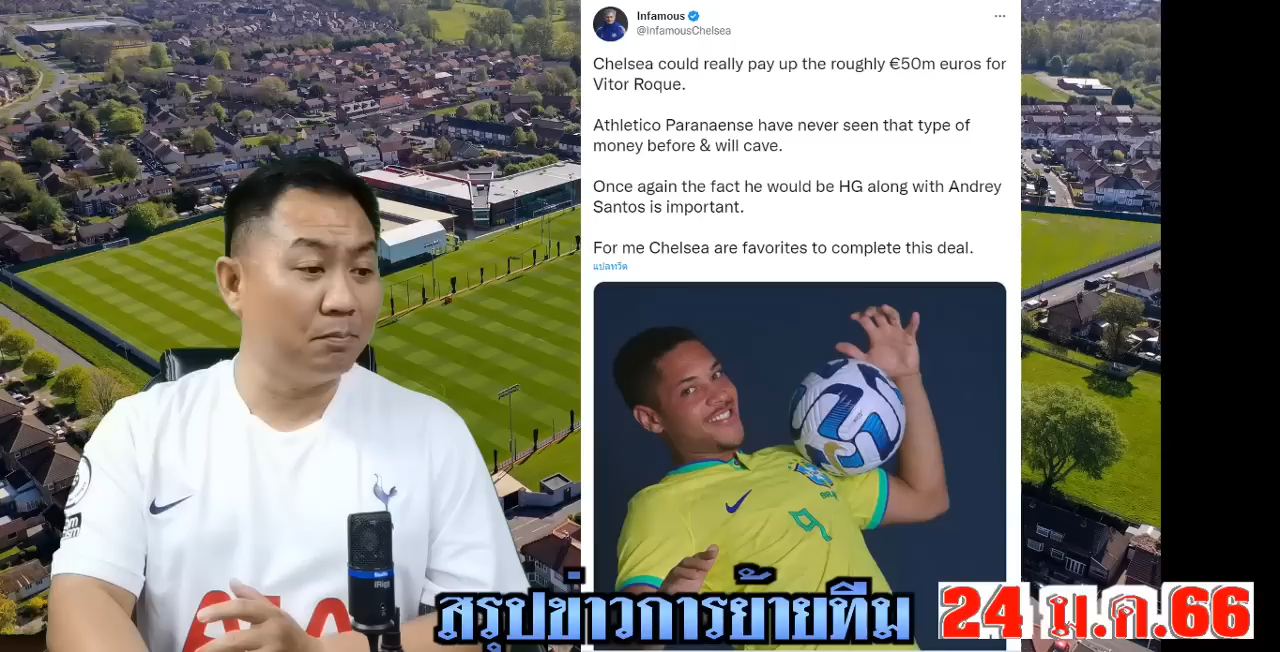 Infamous
@InfamousChelsea
Chelsea could really pay up the roughly €50m euros for
Vitor Roque.
Athletico Paranaense have never seen that type of
money before & will cave.
Once again the fact he would be HG along with Andrey
Santos is important.
For me Chelsea are favorites to complete this deal.
แปลทวีต
9
AIA
iRig
สรุปข่าวการย้ายทีม
24 ม.ค.66